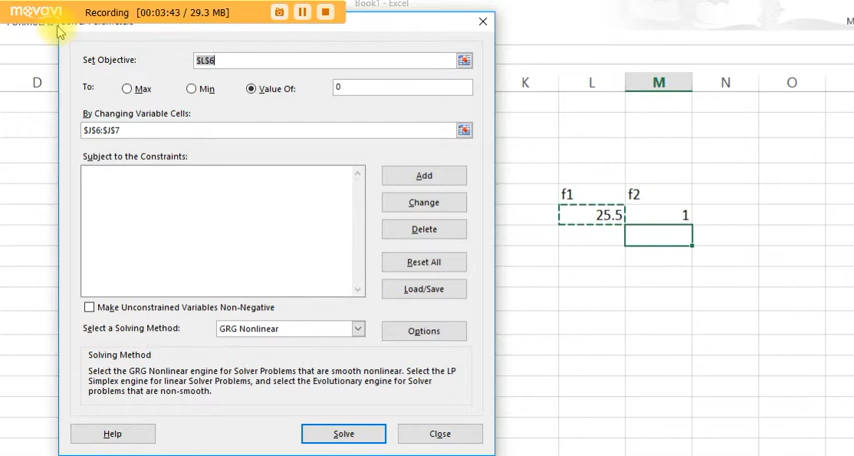 Book1 - Excel
movavi Recording [00:03:43 / 29.3 MB]
Set Objective: $L$6
To: Max Min Value Of: 0
By Changing Variable Cells:
$J$6:$J$7
Subject to the Constraints:
Add
Change
Delete
Reset All
Load/Save
Make Unconstrained Variables Non-Negative
Select a Solving Method: GRG Nonlinear Options
Solving Method
Select the GRG Nonlinear engine for Solver Problems that are smooth nonlinear. Select the LP
Simplex engine for linear Solver Problems, and select the Evolutionary engine for Solver
problems that are non-smooth.
Help Solve Close
D K L M N O
f1 f2
25.5 1